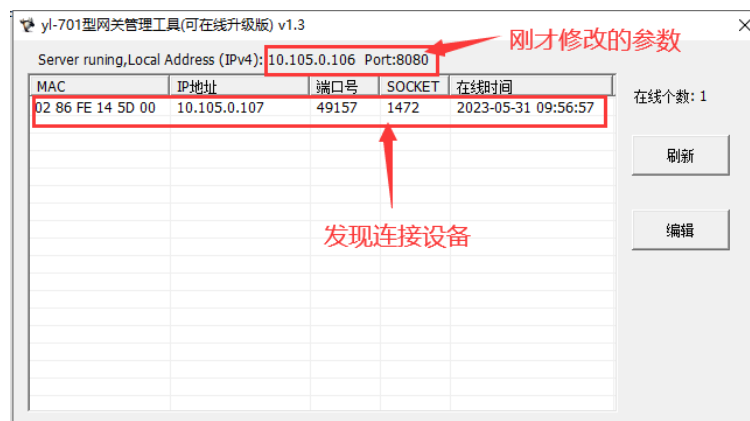 yl-701型网关管理工具(可在线升级版) v1.3
刚才修改的参数
Server runing,Local Address (IPv4): 10.105.0.106 Port:8080
MAC IP地址 端口号 SOCKET 在线时间
在线个数: 1
02 86 FE 14 5D 00 10.105.0.107 49157 1472 2023-05-31 09:56:57
刷新
发现连接设备
编辑